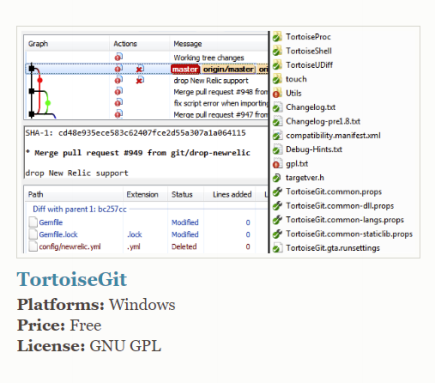 Graph Actions Message
Working tree changes
master origin/master ori
drop New Relic support
Merge pull request #948 from
fix script error when importing
Merge pull request #947 from
SHA-1: cd48e935ece583c62407fce2d55a307a1a064115
* Merge pull request #949 from git/drop-newrelic
drop New Relic support
Path Extension Status Lines added L
Diff with parent 1: bc257cc
Gemfile Modified 0
Gemfile.lock .lock Modified 0
config/newrelic.yml .yml Deleted 0
TortoiseProc
TortoiseShell
TortoiseUDiff
touch
Utils
Changelog.txt
Changelog-pre1.8.txt
compatibility.manifest.xml
Debug-Hints.txt
gpl.txt
targetver.h
TortoiseGit.common.props
TortoiseGit.common-dll.props
TortoiseGit.common-langs.props
TortoiseGit.common-staticlib.props
TortoiseGit.gta.runsettings
TortoiseGit
Platforms: Windows
Price: Free
License: GNU GPL